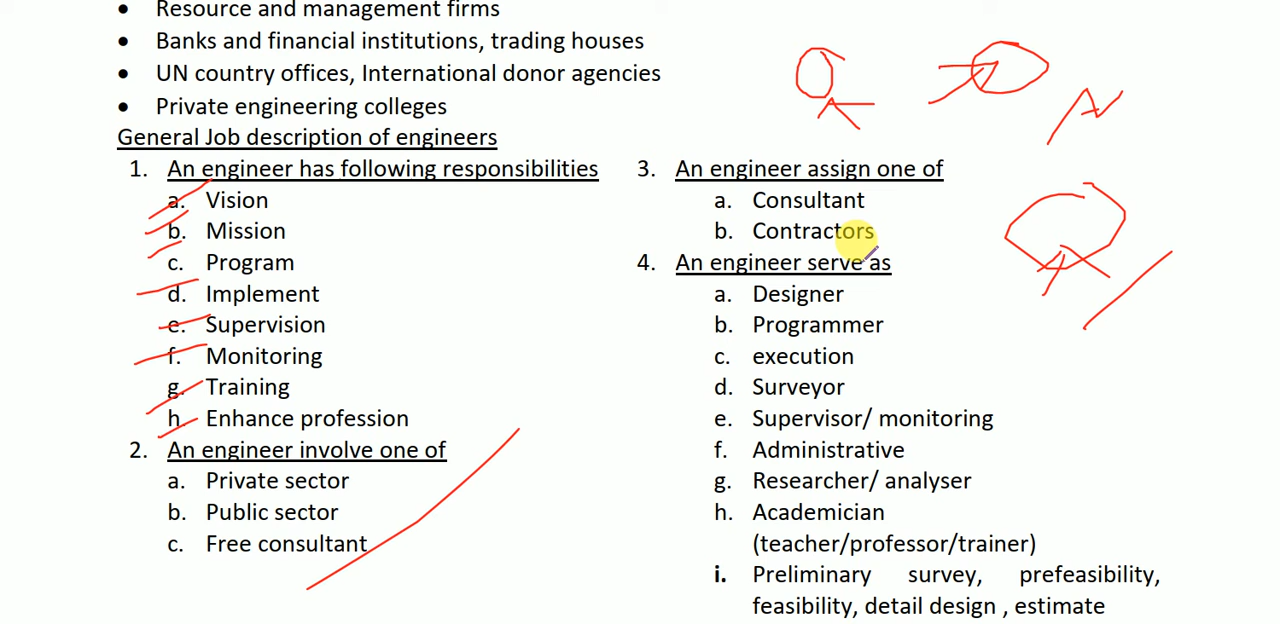 • Resource and management firms
• Banks and financial institutions, trading houses
• UN country offices, International donor agencies
• Private engineering colleges
General Job description of engineers
1. An engineer has following responsibilities
a. Vision
b. Mission
c. Program
d. Implement
e. Supervision
f. Monitoring
g. Training
h. Enhance profession
2. An engineer involve one of
a. Private sector
b. Public sector
c. Free consultant
3. An engineer assign one of
a. Consultant
b. Contractors
4. An engineer serve as
a. Designer
b. Programmer
c. execution
d. Surveyor
e. Supervisor/ monitoring
f. Administrative
g. Researcher/ analyser
h. Academician
(teacher/professor/trainer)
i. Preliminary survey, prefeasibility,
feasibility, detail design , estimate